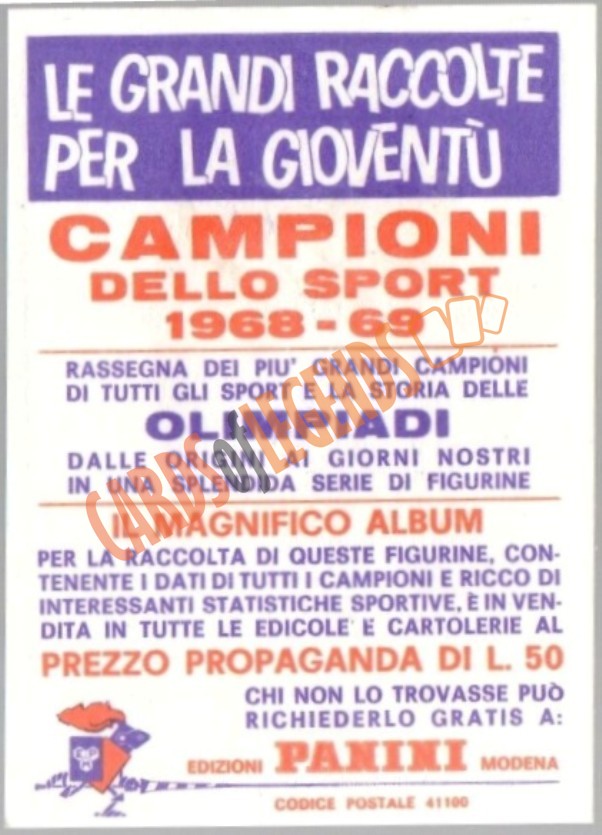 LE GRANDI RACCOLTE
PER LA GIOVENTÙ
CAMPIONI
DELLO SPORT
1968 - 69
RASSEGNA DEI PIU' GRANDI CAMPIONI
DI TUTTI GLI SPORT E LA STORIA DELLE
OLIMPIADI
DALLE ORIGINI AI GIORNI NOSTRI
IN UNA SPLENDIDA SERIE DI FIGURINE
IL MAGNIFICO ALBUM
PER LA RACCOLTA DI QUESTE FIGURINE, CON-
TENENTE I DATI DI TUTTI I CAMPIONI E RICCO DI
INTERESSANTI STATISTICHE SPORTIVE, È IN VEN-
DITA IN TUTTE LE EDICOLE E CARTOLERIE AL
PREZZO PROPAGANDA DI L. 50
CHI NON LO TROVASSE PUÒ
RICHIEDERLO GRATIS A:
EDIZIONI PANINI MODENA
CODICE POSTALE 41100
CARDS OF LEGENDS